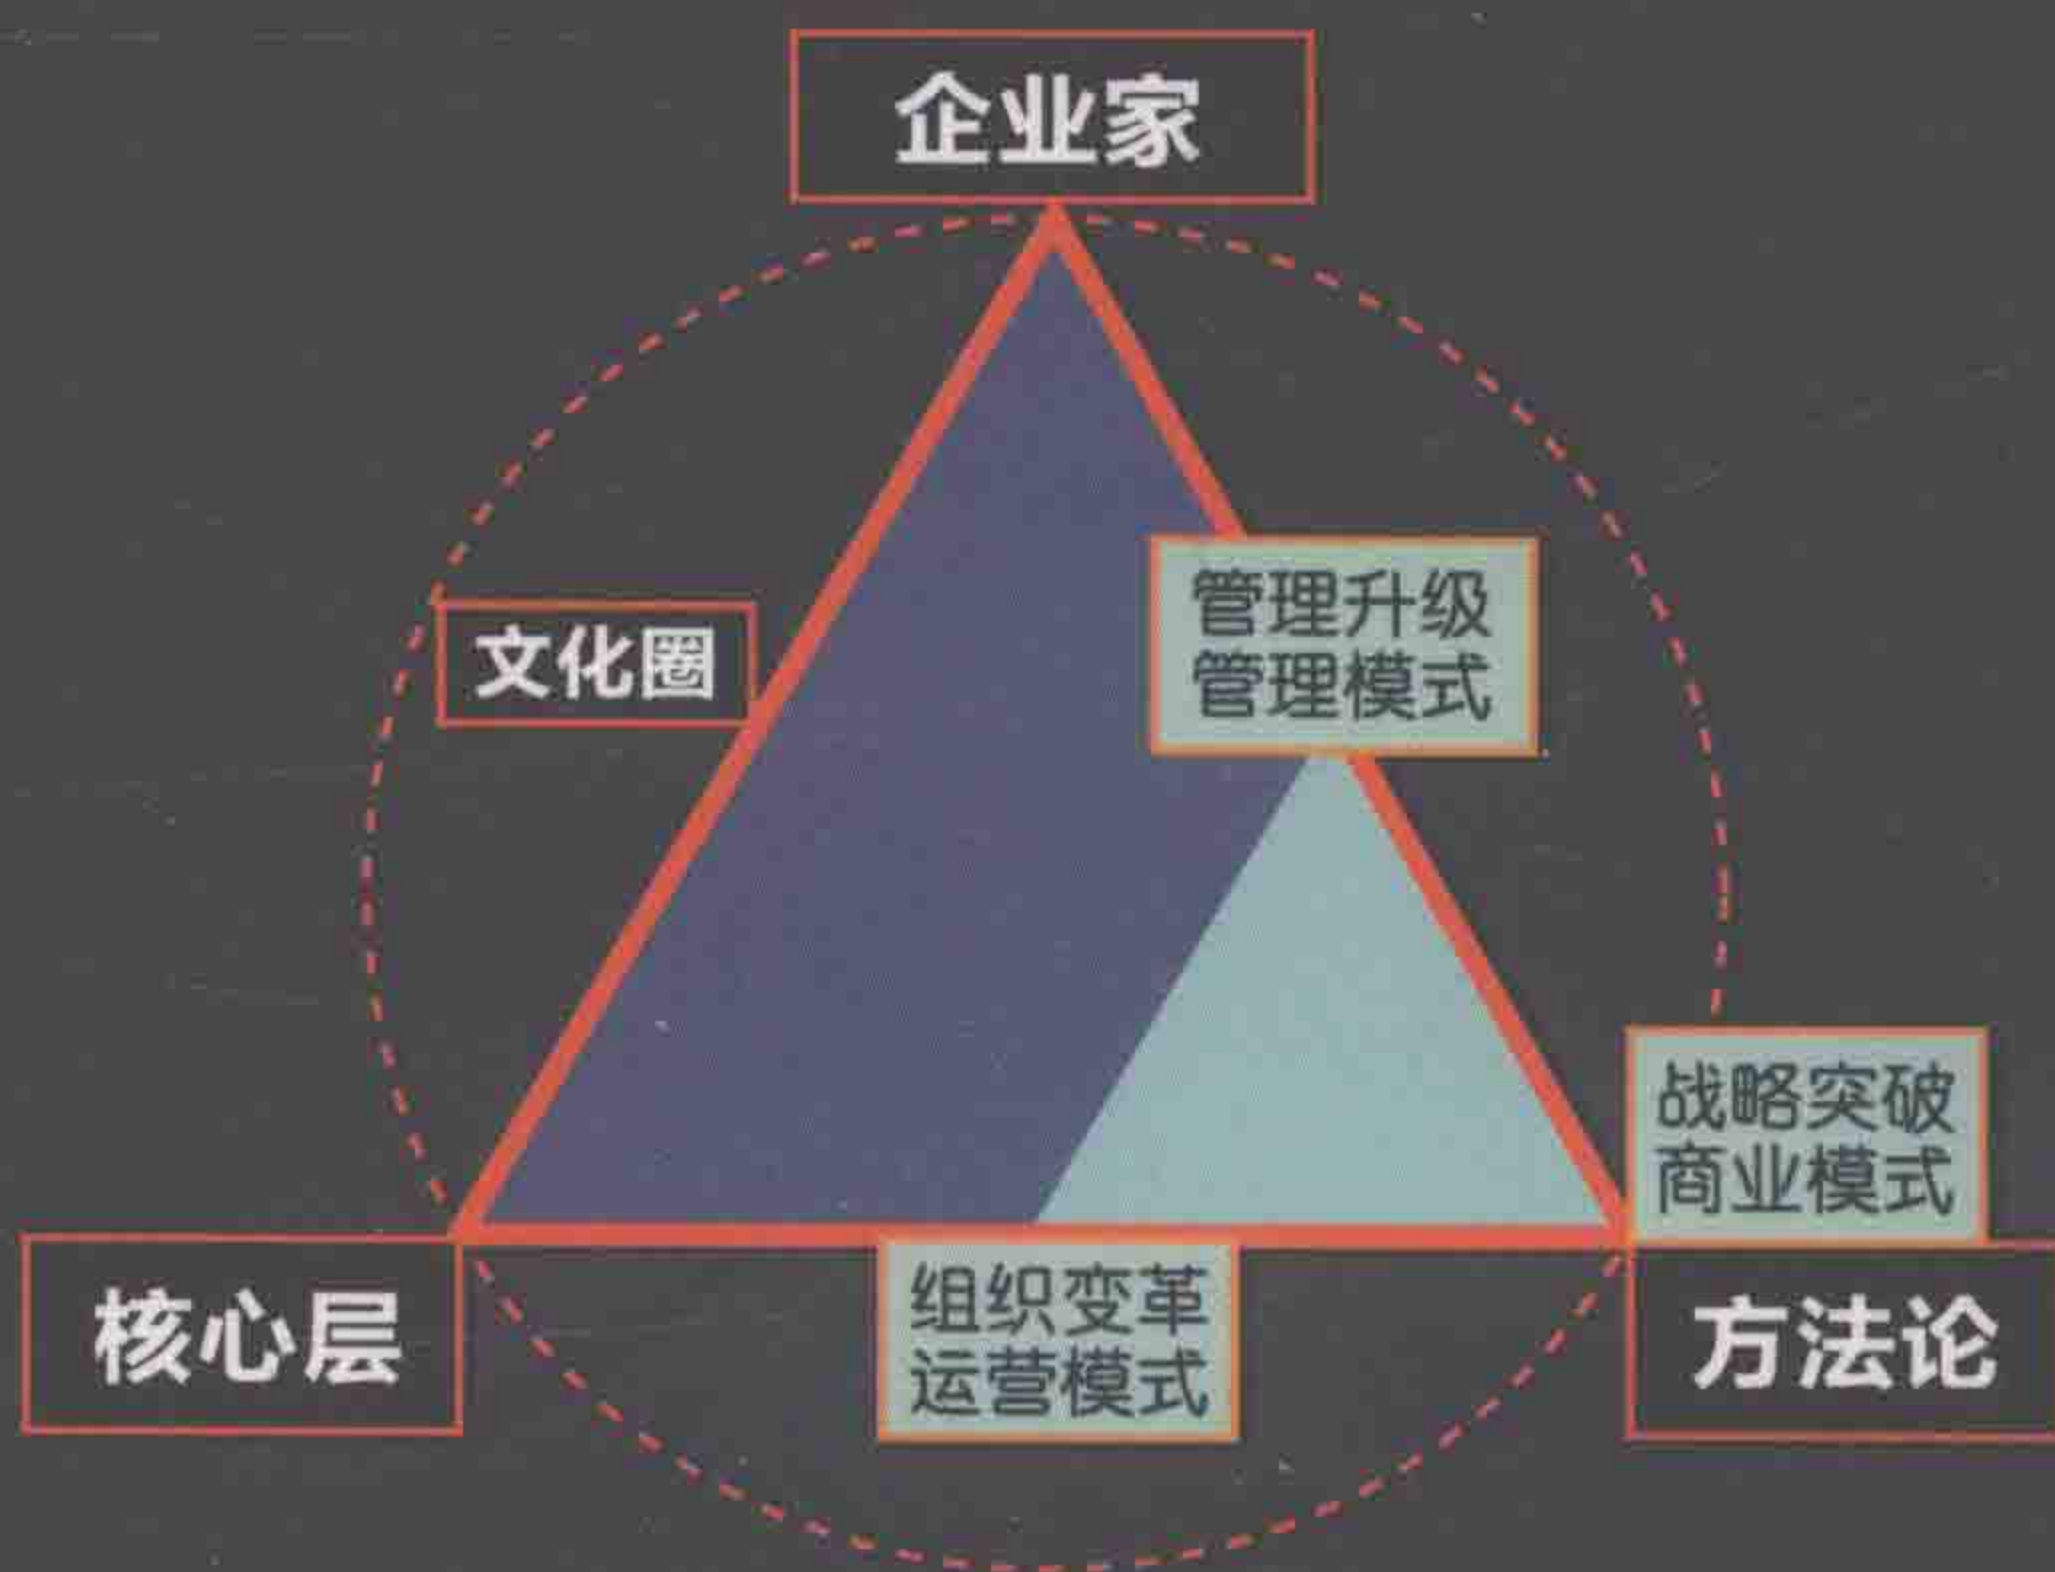 企业家
管理升级
管理模式
文化圈
战略突破
商业模式
核心层
组织变革
运营模式
方法论